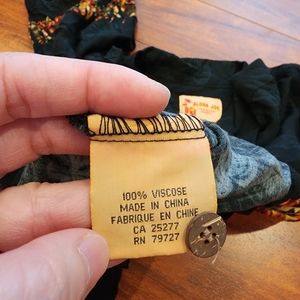 100% VISCOSE
MADE IN CHINA
FABRIQUE EN CHINE
CA 25277
RN 79727